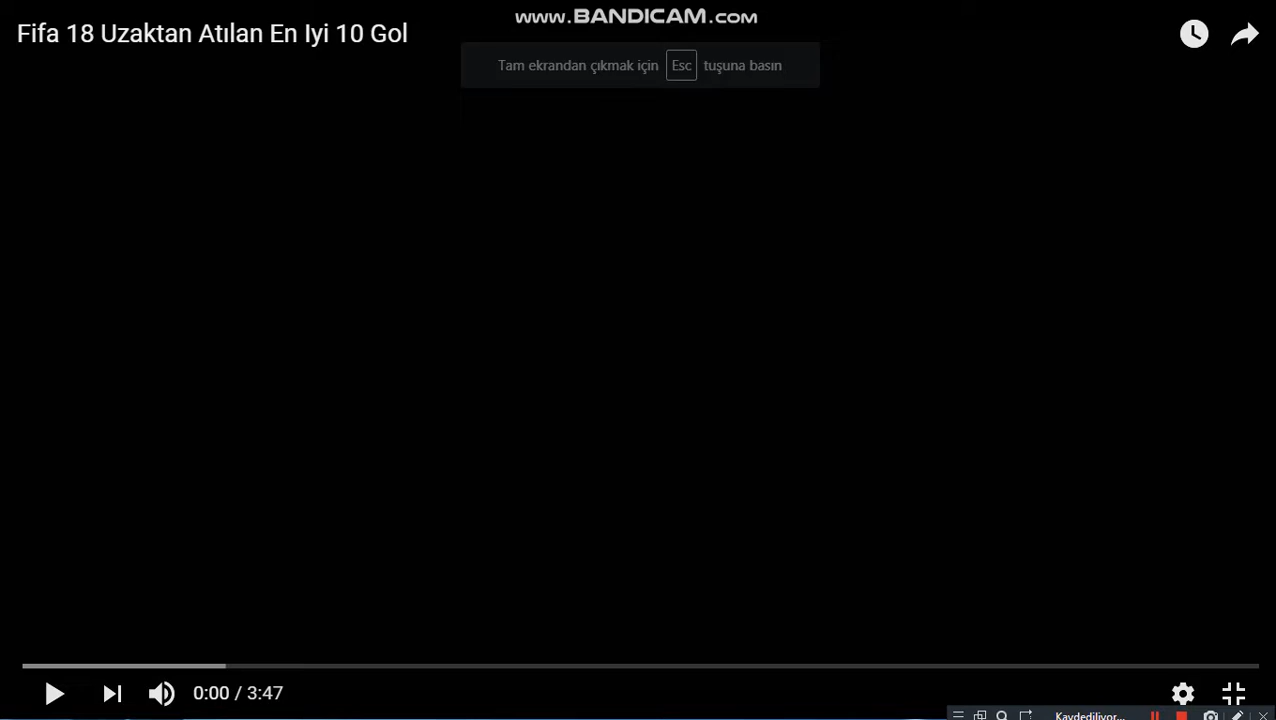 www.BANDICAM.com
Fifa 18 Uzaktan Atılan En Iyi 10 Gol
Tam ekrandan çıkmak için Esc tuşuna basın
0:00 / 3:47
Kaydediliyor...